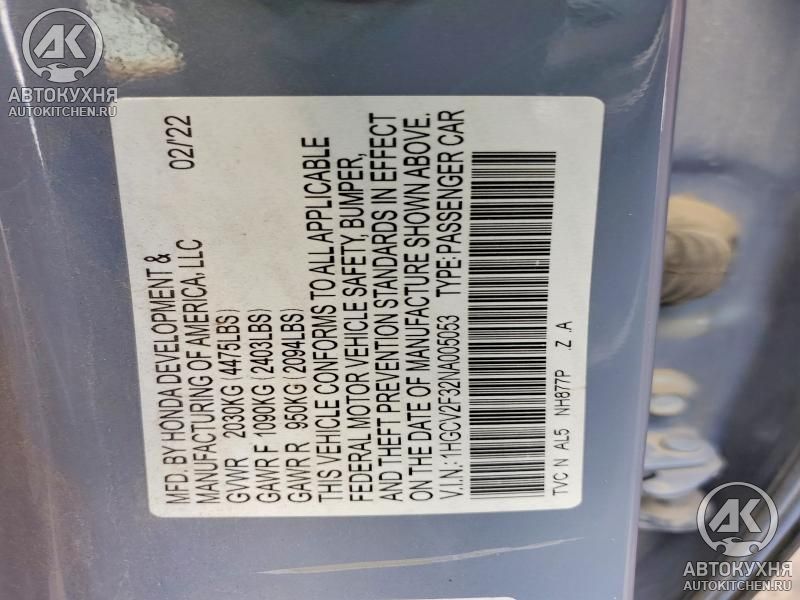 АВТОКУХНЯ
AUTOKITCHEN.RU
MFD. BY HONDA DEVELOPMENT & 02/'22
MANUFACTURING OF AMERICA, LLC
GVWR 2030KG (4475LBS)
GAWR F 1090KG (2403LBS)
GAWR R 950KG (2094LBS)
THIS VEHICLE CONFORMS TO ALL APPLICABLE
FEDERAL MOTOR VEHICLE SAFETY, BUMPER,
AND THEFT PREVENTION STANDARDS IN EFFECT
ON THE DATE OF MANUFACTURE SHOWN ABOVE.
V.I.N.: 1HGCV2F32NA005053 TYPE: PASSENGER CAR
TVC N AL5 NH877P .Z .A
АК
АВТОКУХНЯ
AUTOKITCHEN.RU